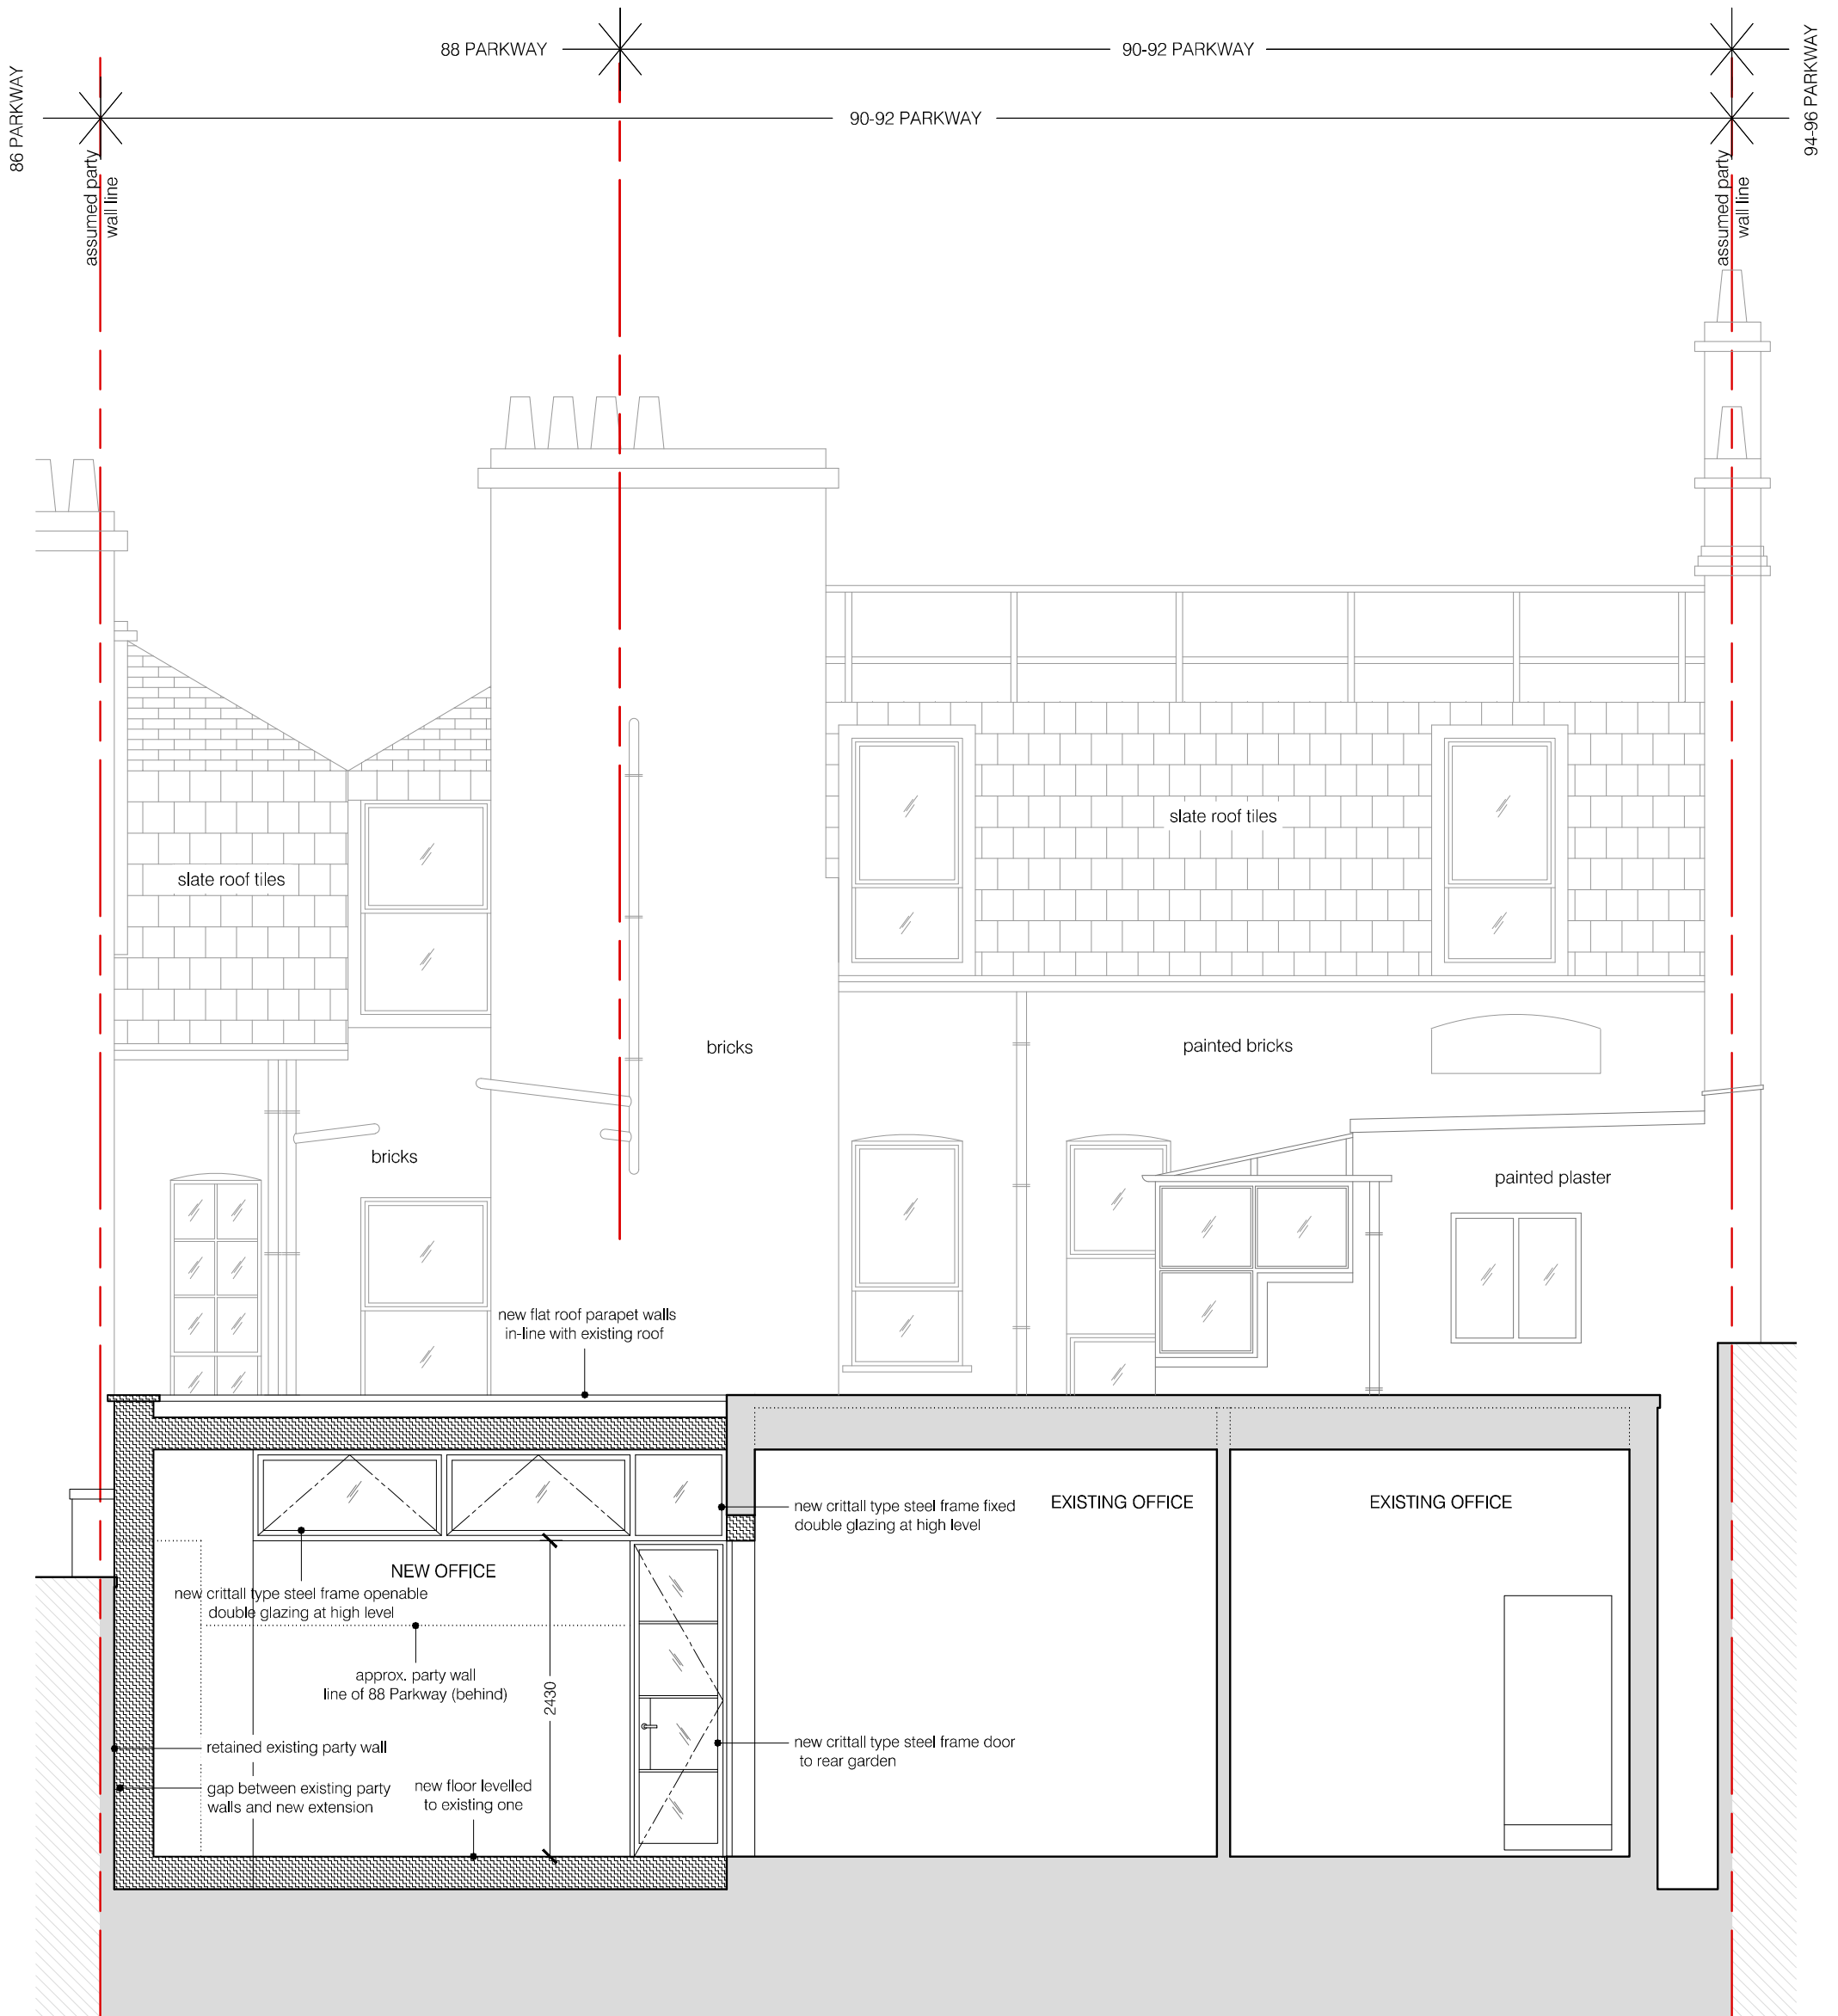 88 PARKWAY
90-92 PARKWAY
86 PARKWAY
90-92 PARKWAY
94-96 PARKWAY
assumed party
wall line
assumed party
wall line
slate roof tiles
slate roof tiles
bricks
painted bricks
bricks
painted plaster
new flat roof parapet walls
in-line with existing roof
new crittall type steel frame fixed
double glazing at high level
EXISTING OFFICE
EXISTING OFFICE
NEW OFFICE
new crittall type steel frame openable
double glazing at high level
approx. party wall
line of 88 Parkway (behind)
2430
retained existing party wall
new crittall type steel frame door
to rear garden
gap between existing party
walls and new extension
new floor levelled
to existing one